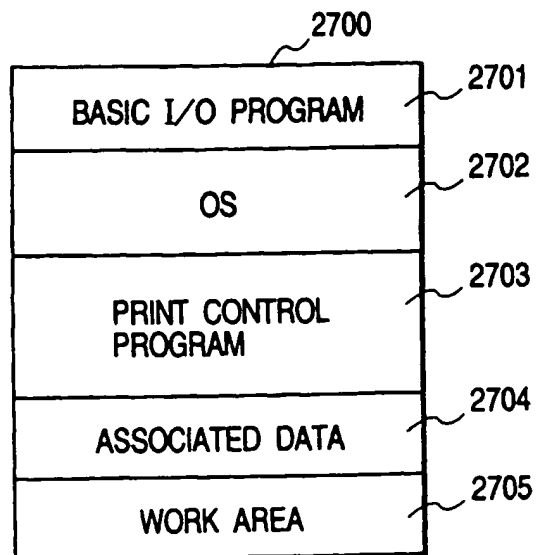 2700
BASIC I/O PROGRAM
2701
OS
2702
PRINT CONTROL
PROGRAM
2703
ASSOCIATED DATA
2704
WORK AREA
2705